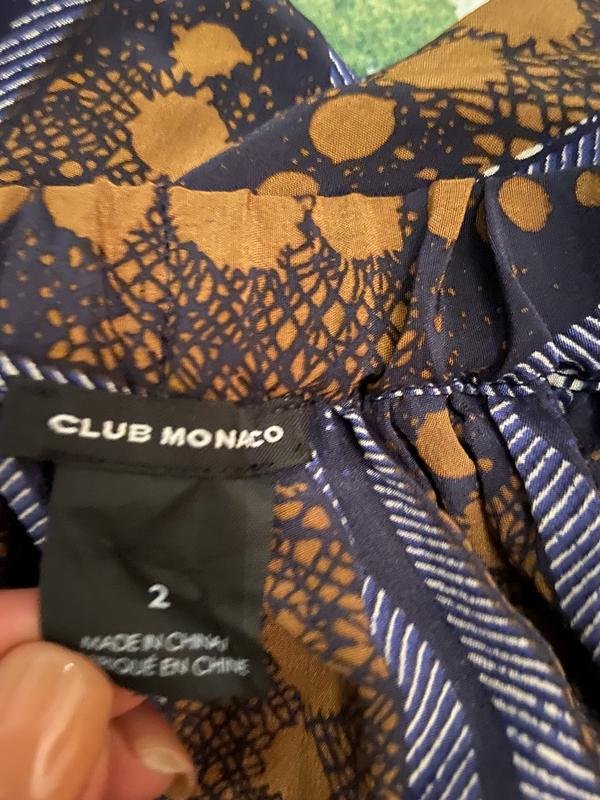 CLUB MONACO
2
MADE IN CHINA/
FABRIQUÉ EN CHINE